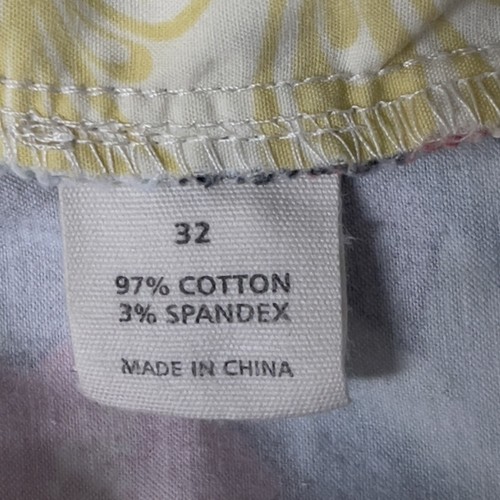 32
97% COTTON
3% SPANDEX
MADE IN CHINA